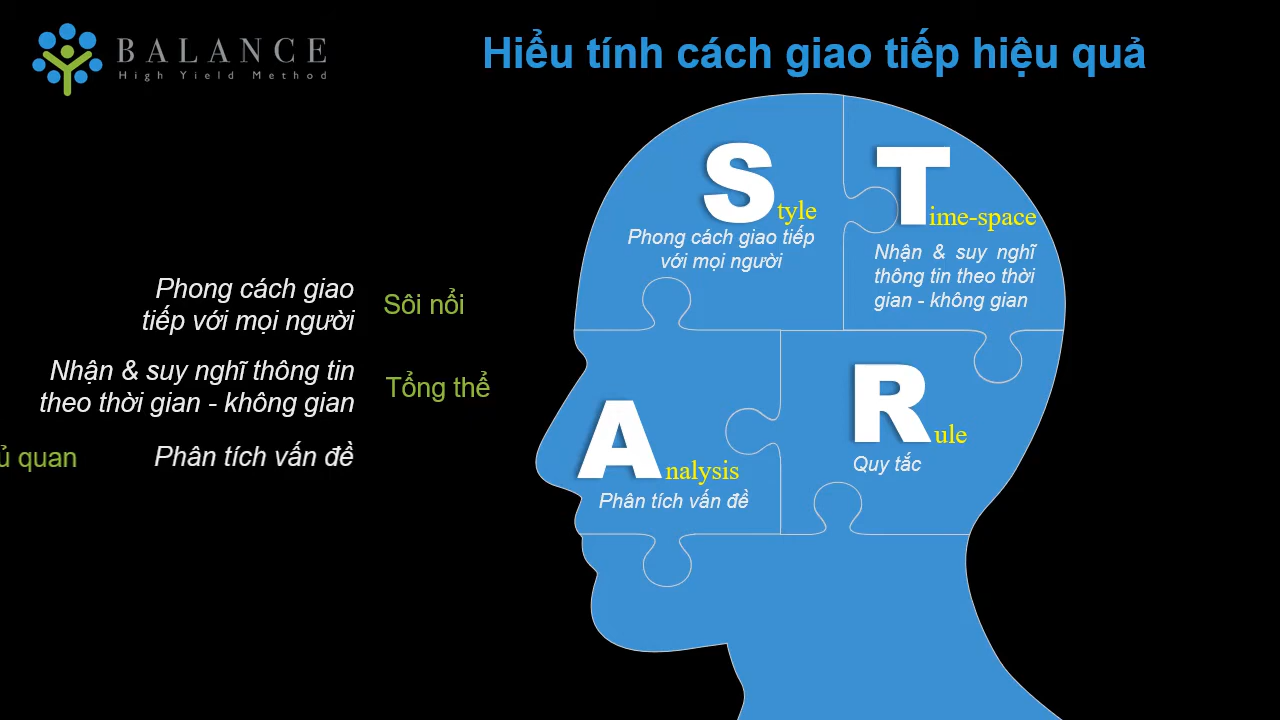 BALANCE
High Yield Method
Hiểu tính cách giao tiếp hiệu quả
Style
Phong cách giao tiếp
với mọi người
Time-space
Nhận & suy nghĩ
thông tin theo thời
gian - không gian
Phong cách giao
tiếp với mọi người
Sôi nổi
Nhận & suy nghĩ thông tin
theo thời gian - không gian
Tổng thể
quan
Phân tích vấn đề
Analysis
Phân tích vấn đề
Rule
Quy tắc